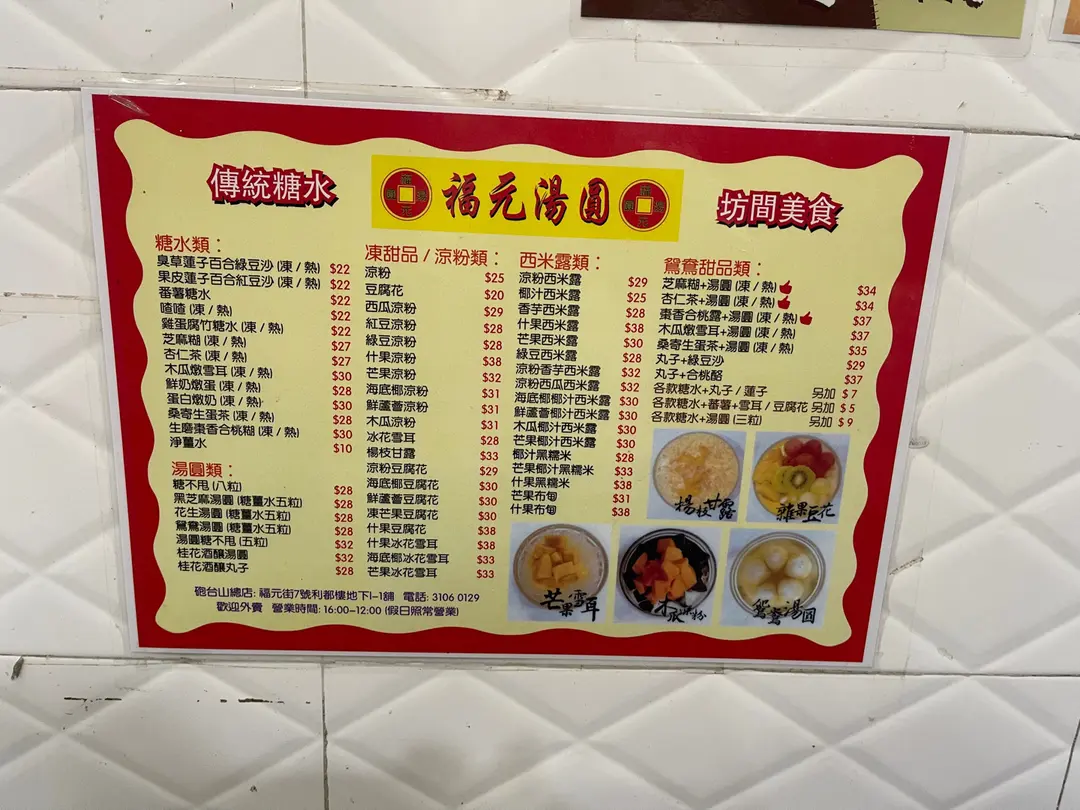 傳統糖水
福元湯圓
坊間美食
糖水類：
臭草蓮子百合綠豆沙 (凍 / 熱) $22
果皮蓮子百合紅豆沙 (凍 / 熱) $22
番薯糖水 $22
喳喳 (凍 / 熱) $22
雞蛋腐竹糖水 (凍 / 熱) $22
芝麻糊 (凍 / 熱) $27
杏仁茶 (凍 / 熱) $27
木瓜燉雪耳 (凍 / 熱) $30
鮮奶燉蛋 (凍 / 熱) $28
蛋白燉奶 (凍 / 熱) $30
桑寄生蛋茶 (凍 / 熱) $28
生磨棗香合桃糊 (凍 / 熱) $30
淨薑水 $10
湯圓類：
糖不甩 (八粒) $28
黑芝麻湯圓 (糖薑水五粒) $28
花生湯圓 (糖薑水五粒) $28
鴛鴦湯圓 (糖薑水五粒) $28
湯圓糖不甩 (五粒) $32
桂花酒釀湯圓 $32
桂花酒釀丸子 $28
凍甜品 / 涼粉類：
涼粉 $25
豆腐花 $20
西瓜涼粉 $29
紅豆涼粉 $28
綠豆涼粉 $28
什果涼粉 $38
芒果涼粉 $32
海底椰涼粉 $31
鮮蘆薈涼粉 $31
木瓜涼粉 $31
冰花雪耳 $28
楊枝甘露 $33
涼粉豆腐花 $29
海底椰豆腐花 $30
鮮蘆薈豆腐花 $30
凍芒果豆腐花 $30
什果豆腐花 $38
什果冰花雪耳 $38
海底椰冰花雪耳 $33
芒果冰花雪耳 $33
西米露類：
涼粉西米露 $29
椰汁西米露 $25
香芋西米露 $28
什果西米露 $38
芒果西米露 $30
綠豆西米露 $28
涼粉香芋西米露 $32
涼粉西瓜西米露 $32
海底椰椰汁西米露 $30
鮮蘆薈椰汁西米露 $30
木瓜椰汁西米露 $30
芒果椰汁西米露 $30
椰汁黑糯米 $28
芒果椰汁黑糯米 $33
什果黑糯米 $38
芒果布甸 $31
什果布甸 $38
鴛鴦甜品類：
芝麻糊+湯圓 (凍 / 熱) $34
杏仁茶+湯圓 (凍 / 熱) $34
棗香合桃露+湯圓 (凍 / 熱) $37
木瓜燉雪耳+湯圓 (凍 / 熱) $37
桑寄生蛋茶+湯圓 (凍 / 熱) $35
丸子+綠豆沙 $29
丸子+合桃酪 $37
各款糖水+丸子 / 蓮子 另加 $ 7
各款糖水+番薯+雪耳 / 豆腐花 另加 $ 5
各款糖水+湯圓 (三粒) 另加 $ 9
楊枝甘露
雜果豆花
芒果雪耳
鴛鴦湯圓
砲台山總店: 福元街7號利都樓地下I-1舖 電話: 3106 0129
歡迎外賣 營業時間: 16:00–12:00 (假日照常營業)